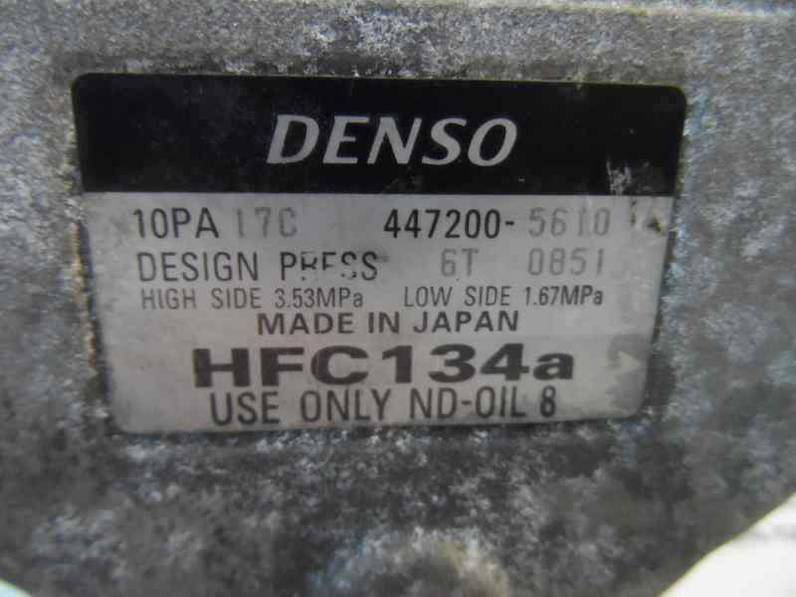 DENSO
10PA 17C 447200-5610
DESIGN PRESS 6T 0851
HIGH SIDE 3.53MPa LOW SIDE 1.67MPa
MADE IN JAPAN
HFC134a
USE ONLY ND-OIL 8